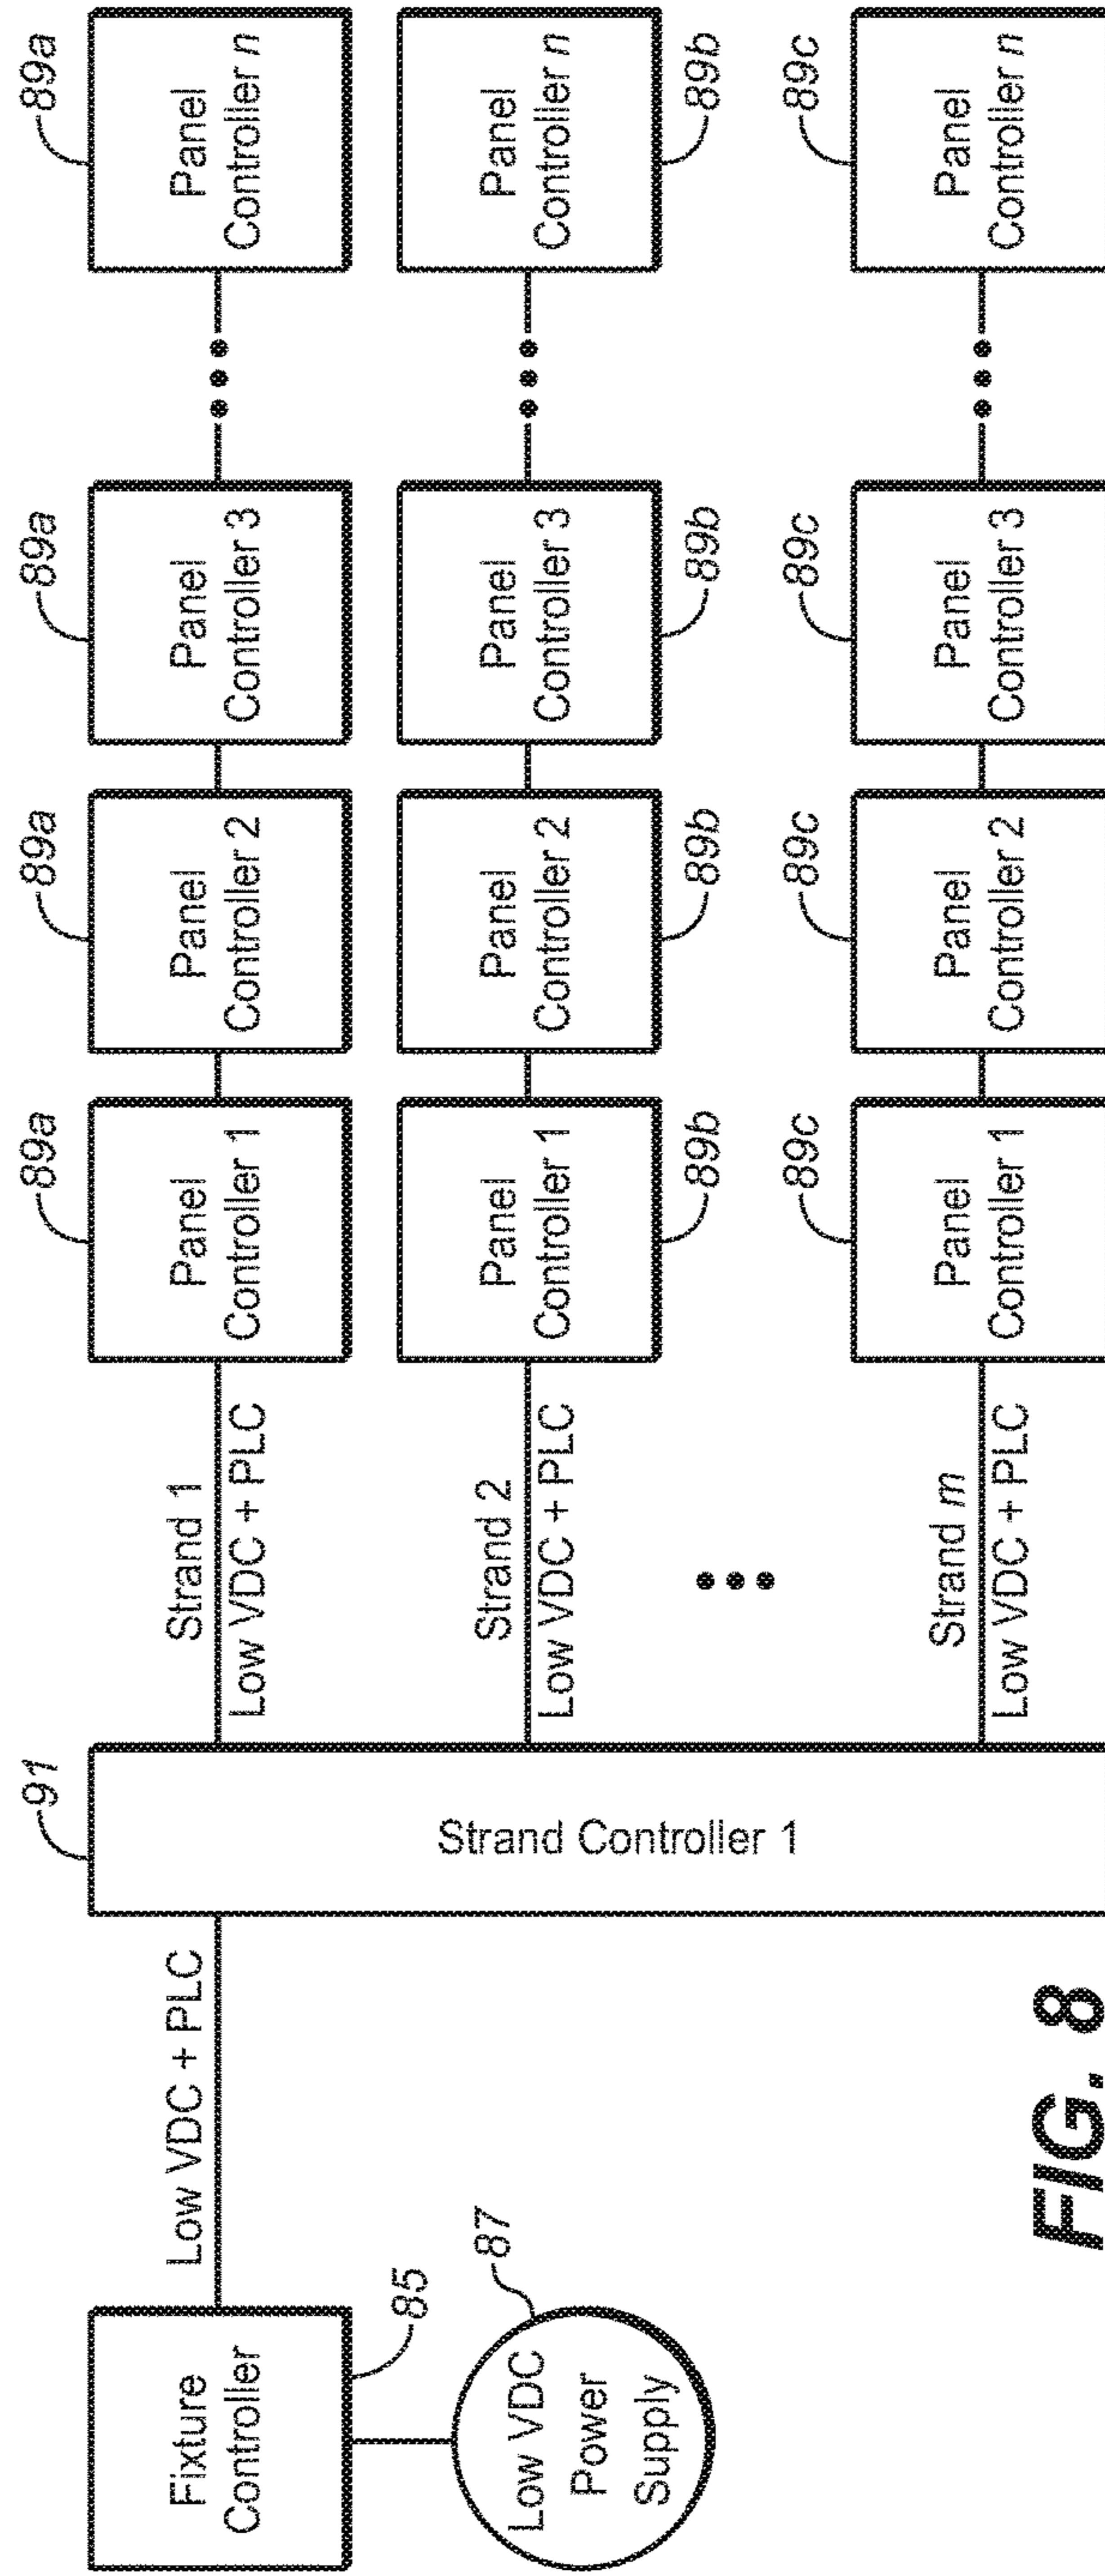 Fixture
Controller
85
Low VDC
Power
Supply
87
Low VDC + PLC
91
Strand Controller 1
Strand 1
Low VDC + PLC
Panel
Controller 1
89a
Panel
Controller 2
89a
Panel
Controller 3
89a
Panel
Controller n
89a
Strand 2
Low VDC + PLC
Panel
Controller 1
89b
Panel
Controller 2
89b
Panel
Controller 3
89b
Panel
Controller n
89b
Strand m
Low VDC + PLC
Panel
Controller 1
89c
Panel
Controller 2
89c
Panel
Controller 3
89c
Panel
Controller n
89c
FIG. 8